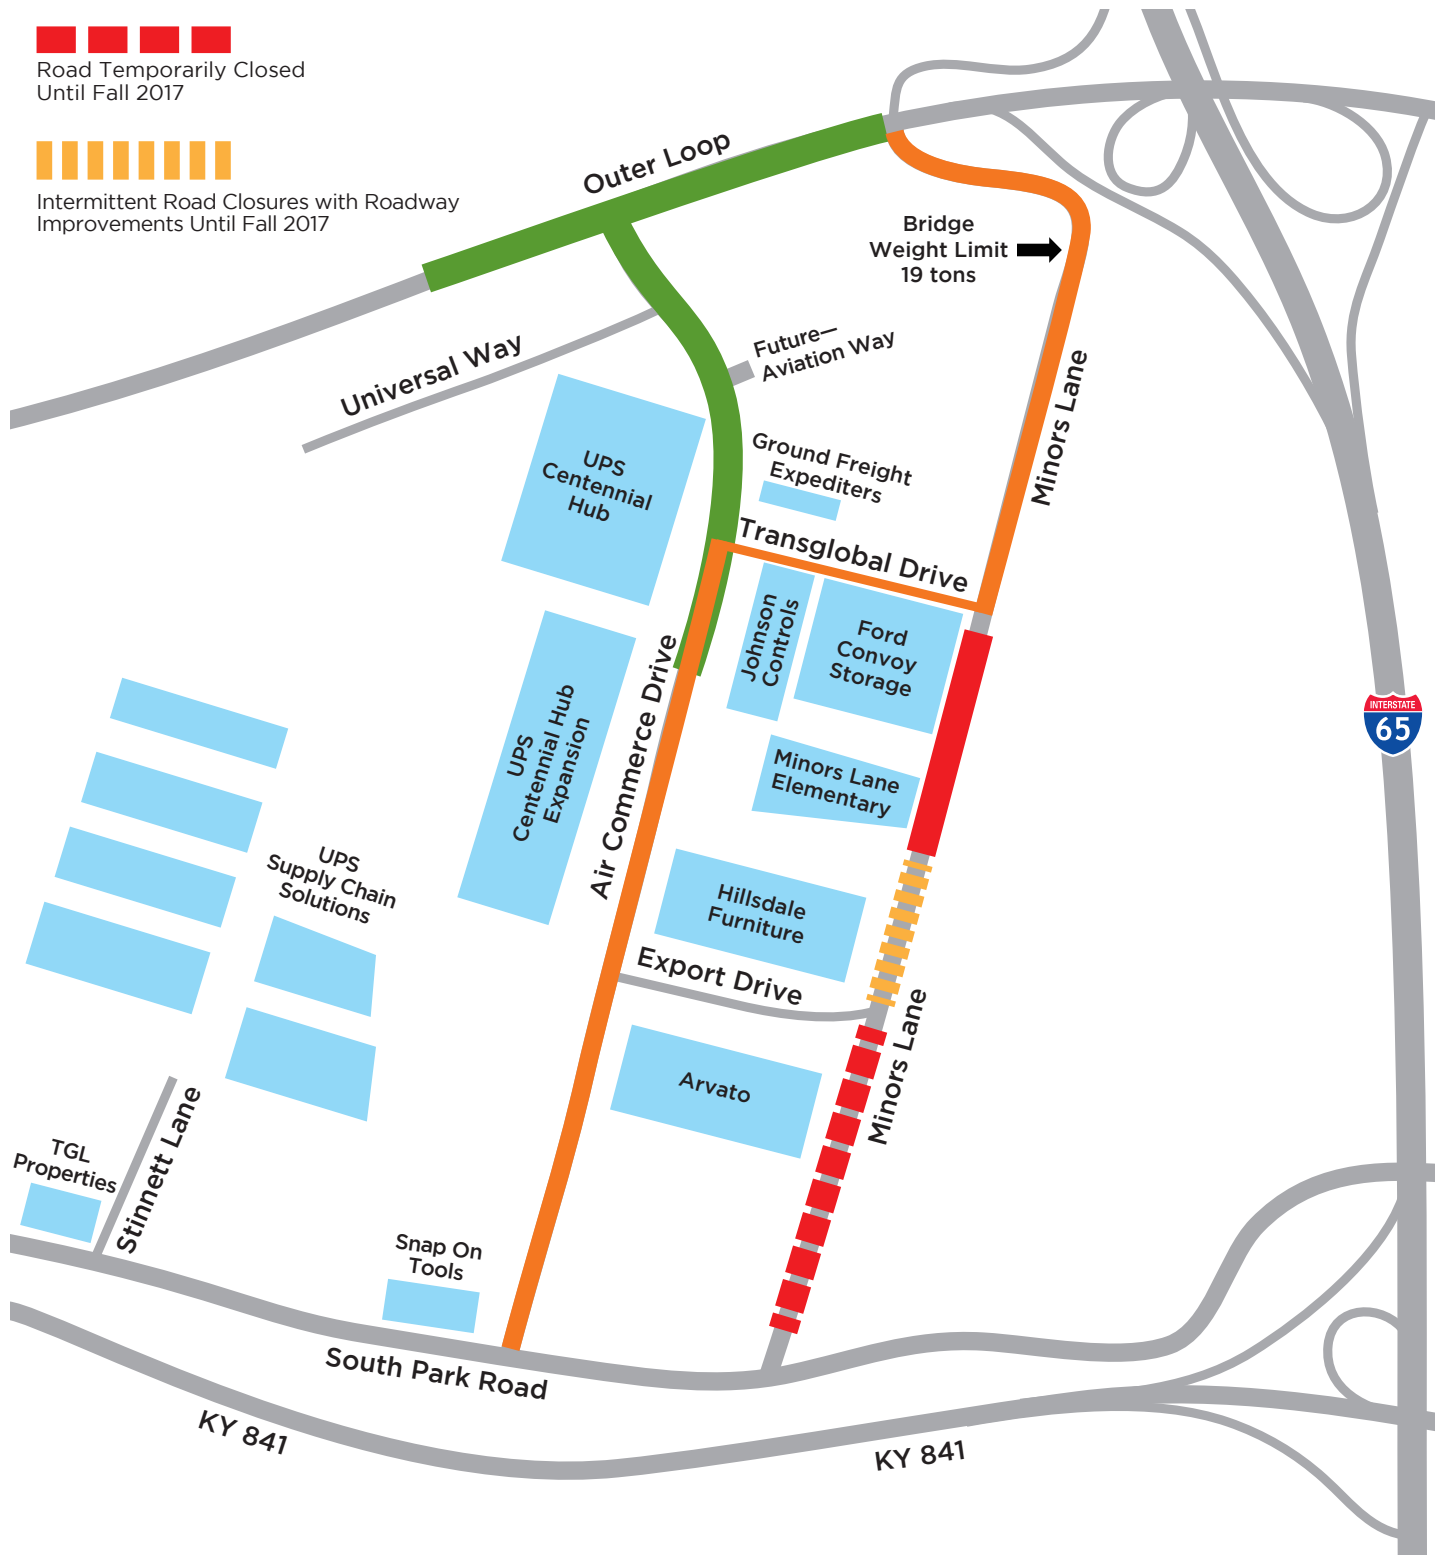 Road Temporarily Closed
Until Fall 2017
Intermittent Road Closures with Roadway
Improvements Until Fall 2017
Outer Loop
Bridge
Weight Limit
19 tons
Universal Way
Future—
Aviation Way
Minors Lane
UPS
Centennial
Hub
Ground Freight
Expediters
Transglobal Drive
Johnson
Controls
Ford
Convoy
Storage
Air Commerce Drive
UPS
Centennial Hub
Expansion
INTERSTATE
65
Minors Lane
Elementary
UPS
Supply Chain
Solutions
Hillsdale
Furniture
Export Drive
Minors Lane
Arvato
Stinnett Lane
TGL
Properties
Snap On
Tools
South Park Road
KY 841
KY 841